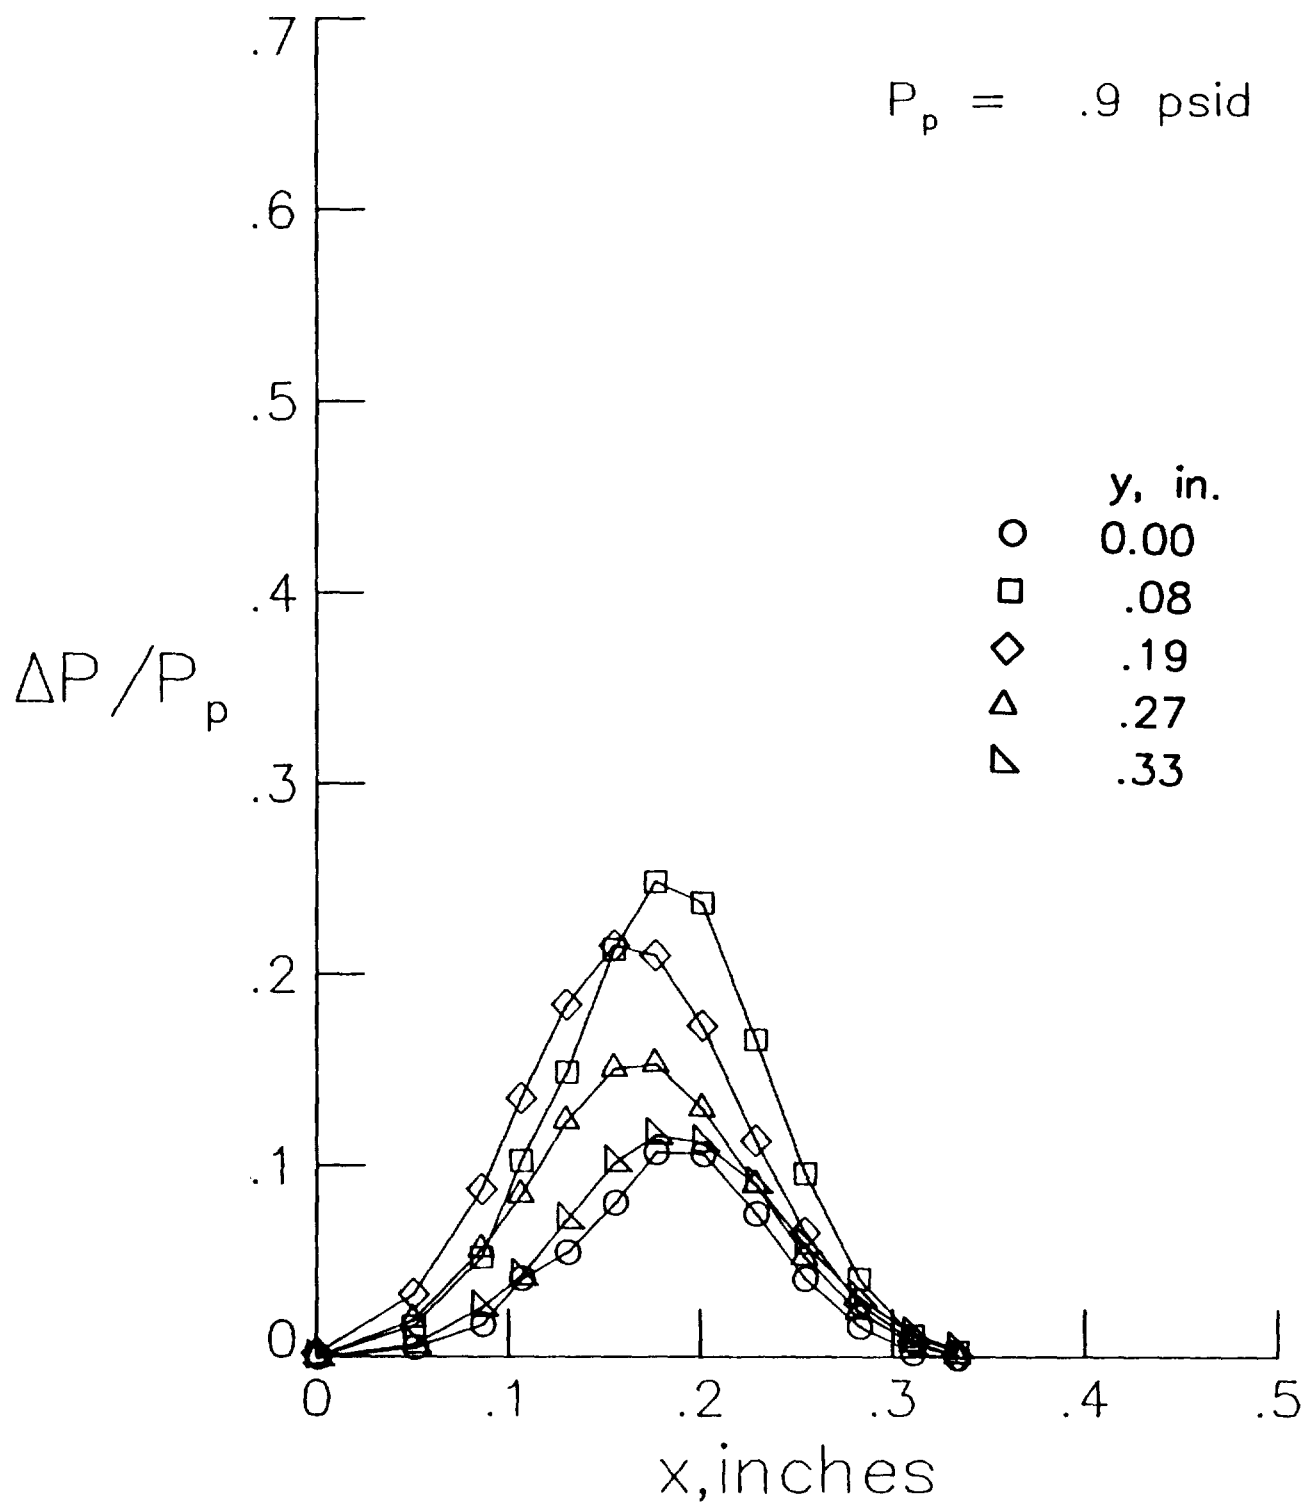 .7
P_p = .9 psid
.6
.5
y, in.
0.00
.08
.4
.19
ΔP/P_p
.27
.33
.3
.2
.1
0
0 .1 .2 .3 .4 .5
x, inches